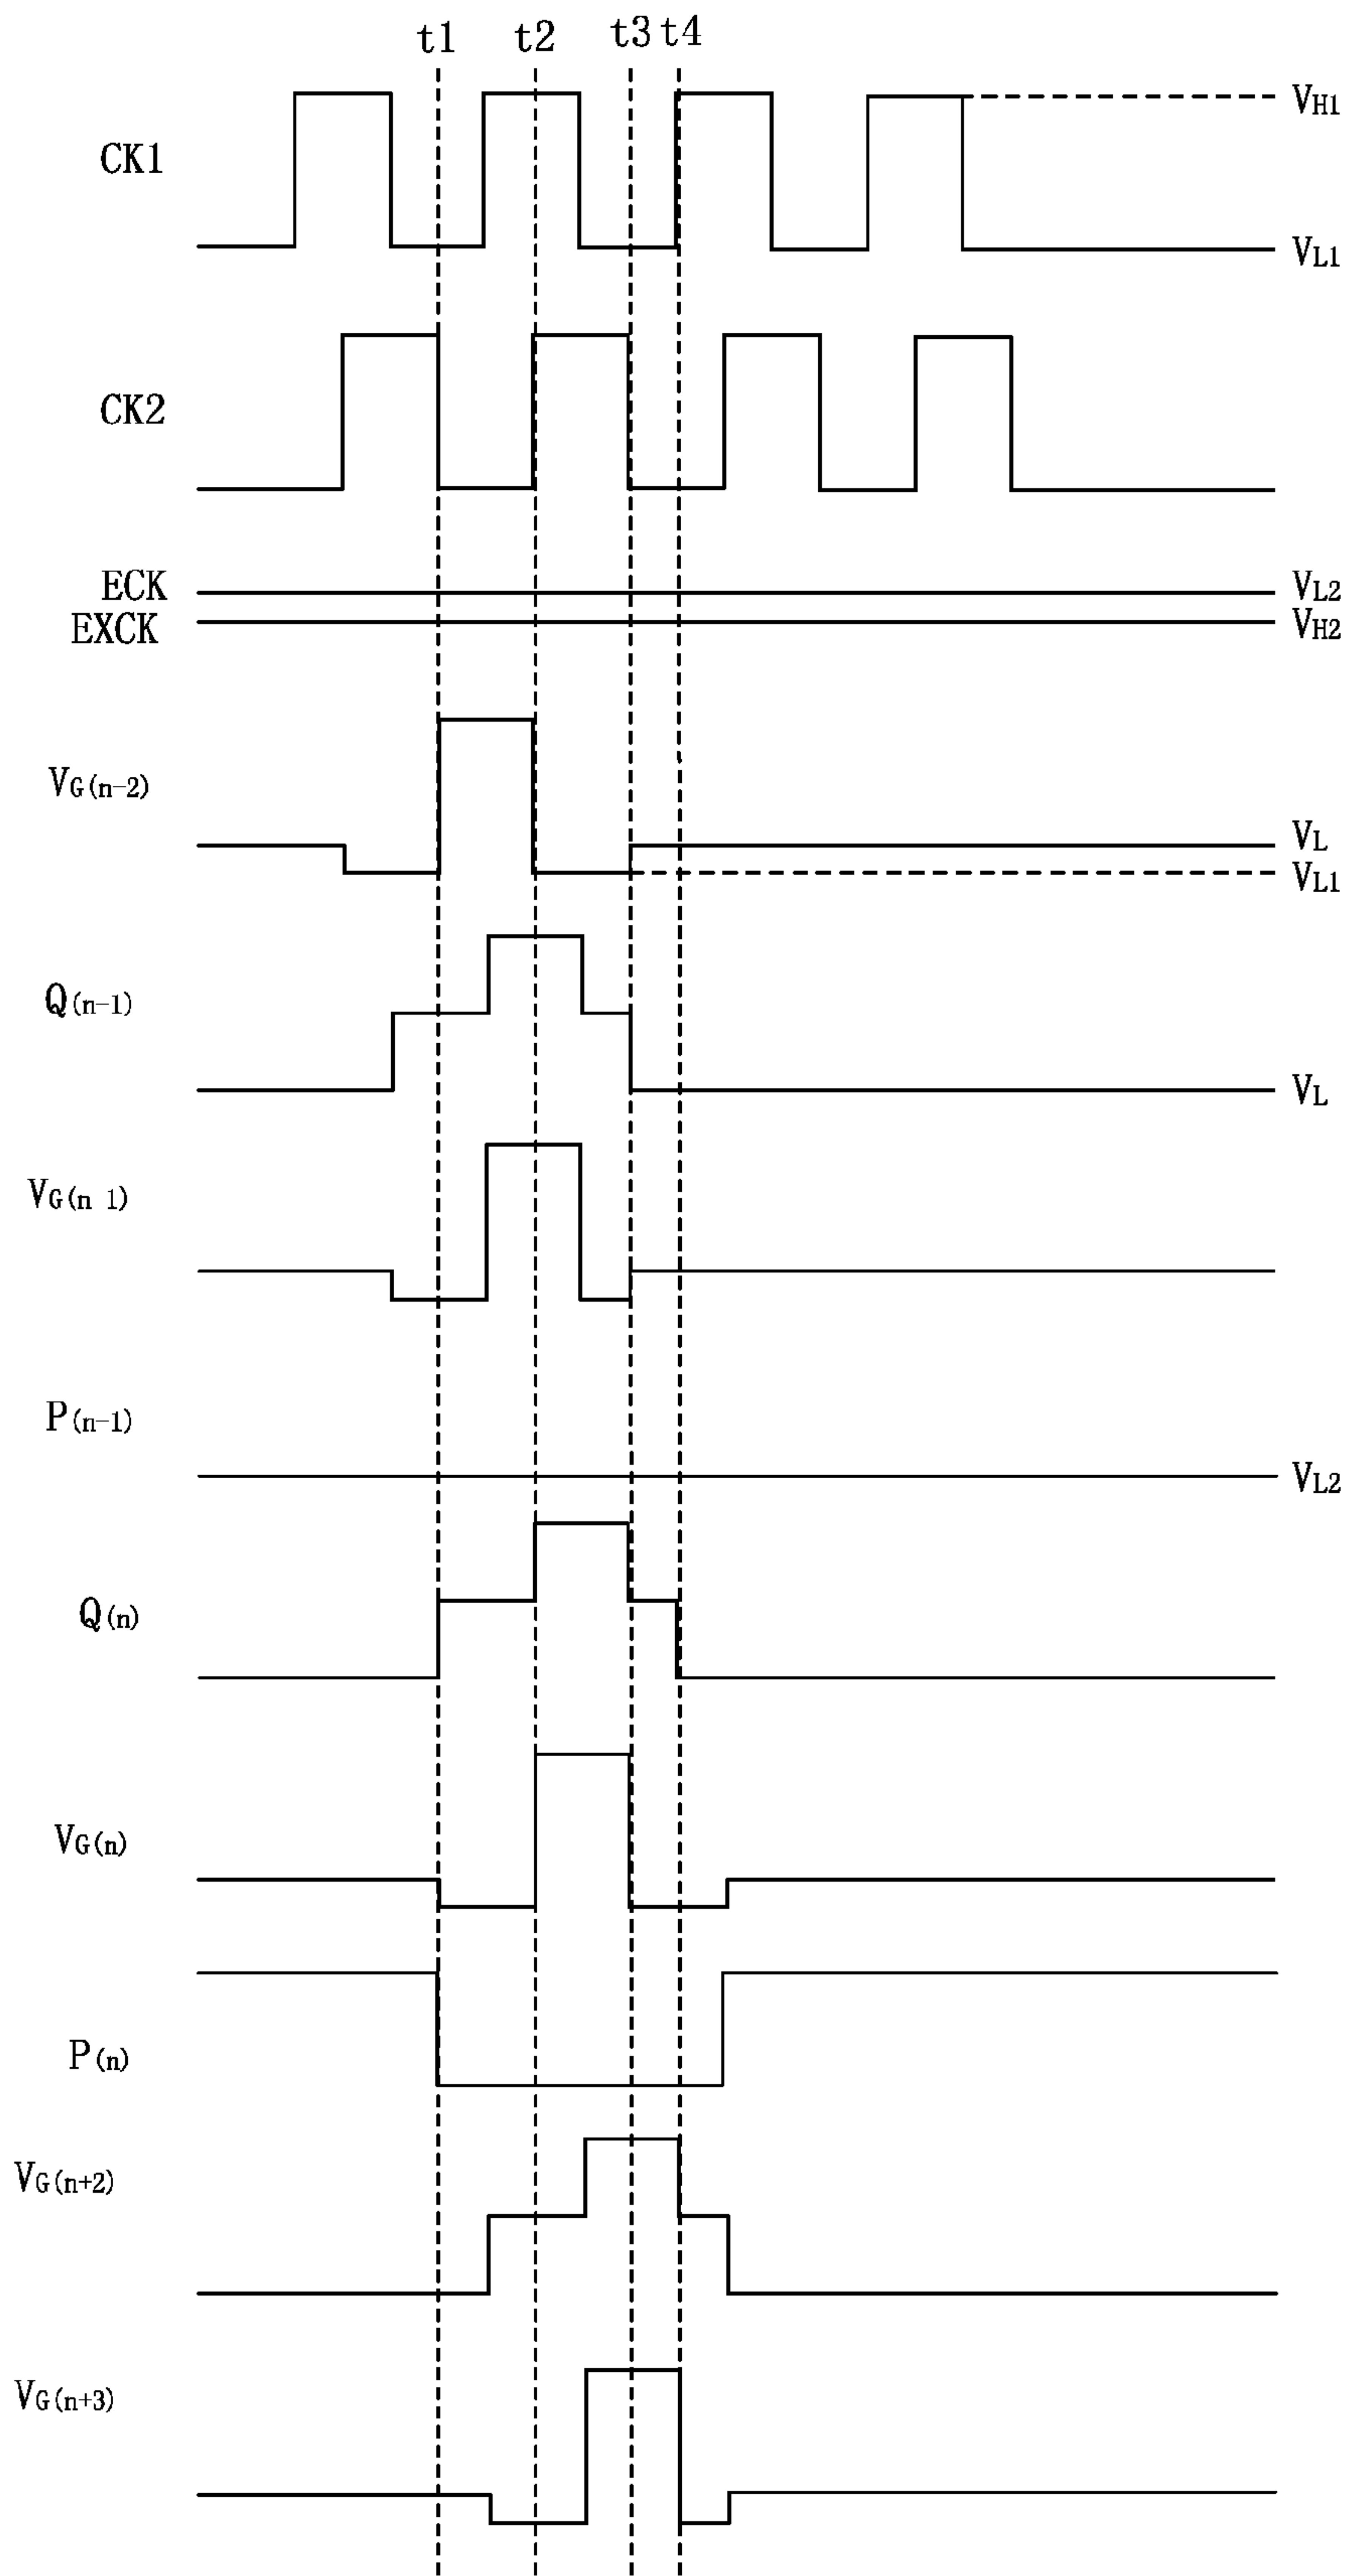 t1 t2 t3 t4
VH1
CK1
VL1
CK2
ECK VL2
EXCK VH2
VG(n-2)
VL
VL1
Q(n-1)
VL
VG(n 1)
P(n-1)
VL2
Q(n)
VG(n)
P(n)
VG(n+2)
VG(n+3)